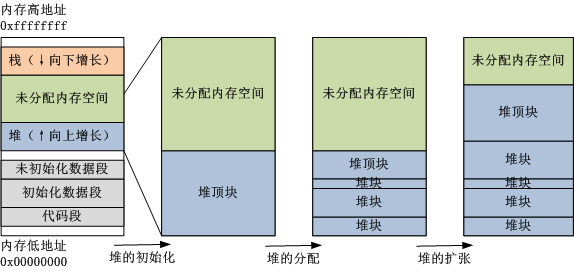 内存高地址
0xffffffff
栈（↓向下增长）
未分配内存空间
堆（↑向上增长）
未初始化数据段
初始化数据段
代码段
内存低地址
0x00000000
未分配内存空间
堆顶块
堆的初始化
未分配内存空间
堆顶块
堆块
堆块
堆块
堆的分配
未分配内存空间
堆顶块
堆块
堆块
堆块
堆块
堆的扩张